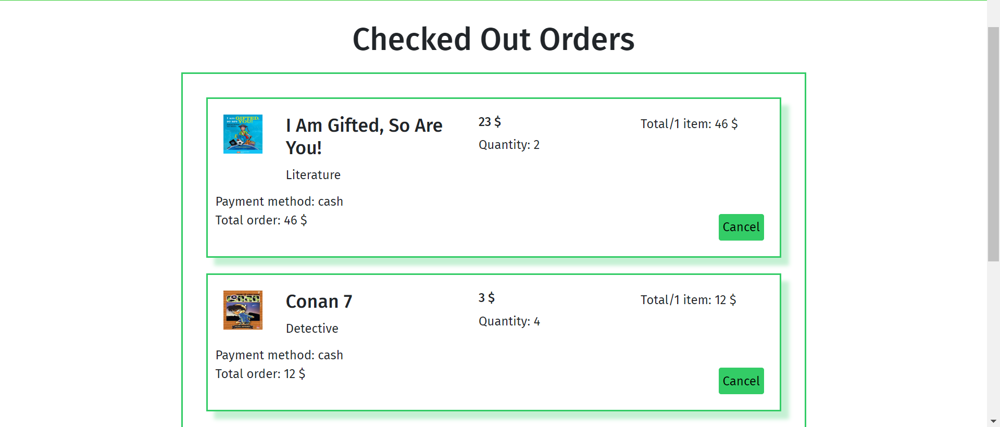 Checked Out Orders
I am GIFTED,
so are YOU!
I Am Gifted, So Are
You!
Literature
23 $
Quantity: 2
Total/1 item: 46 $
Payment method: cash
Total order: 46 $
Cancel
Conan 7
Detective
3 $
Quantity: 4
Total/1 item: 12 $
Payment method: cash
Total order: 12 $
Cancel